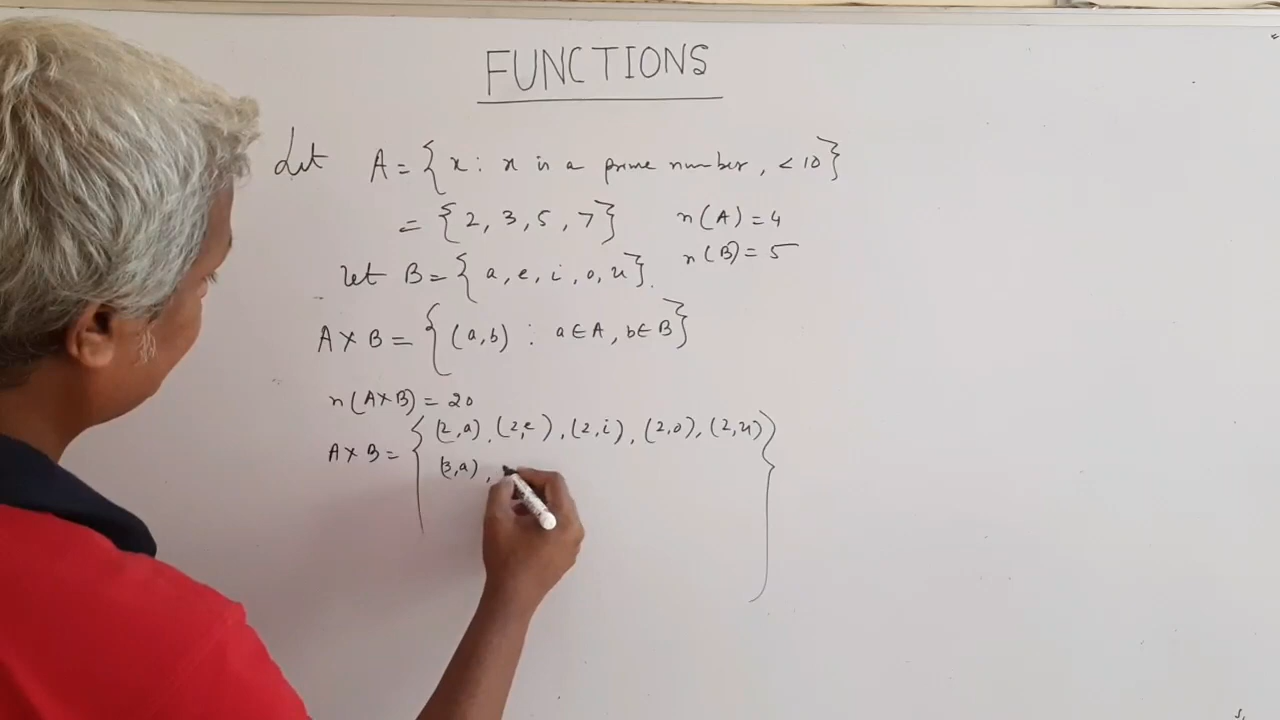 FUNCTIONS
Let A = { x : x is a prime number, < 10 }
= { 2, 3, 5, 7 } n(A) = 4
n(B) = 5
Let B = { a, e, i, o, u }.
A × B = { (a,b) : a ∈ A, b ∈ B }
n(A×B) = 20
A × B = { (2,a), (2,e), (2,i), (2,o), (2,u) }
(3,a),